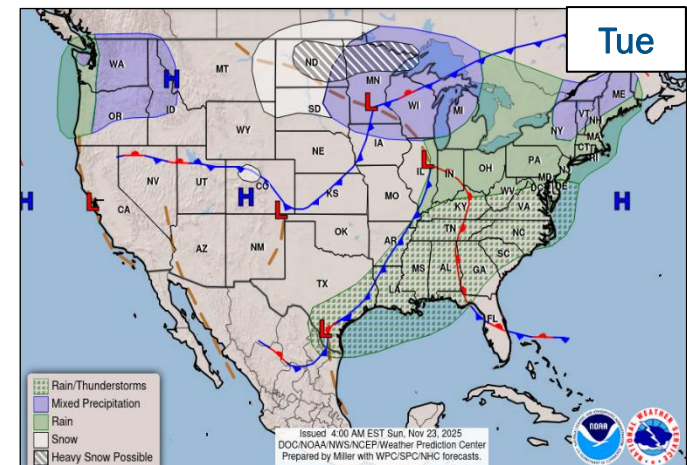 Tue
WA
MT
ND
MN
ME
OR
ID
SD
WI
MI
VT
NH
NY
MA
CT
RI
WY
IA
NE
PA
NV
UT
CO
IL
IN
OH
NJ
MD
DE
DC
WV
VA
CA
KS
MO
KY
AZ
NM
OK
AR
TN
NC
SC
TX
MS
AL
GA
LA
FL
H
H
H
H
L
L
L
L
L
Rain/Thunderstorms
Mixed Precipitation
Rain
Snow
Heavy Snow Possible
Issued 4:00 AM EST Sun, Nov 23, 2025
DOC/NOAA/NWS/NCEP/Weather Prediction Center
Prepared by Miller with WPC/SPC/NHC forecasts.
NOAA
NATIONAL WEATHER SERVICE